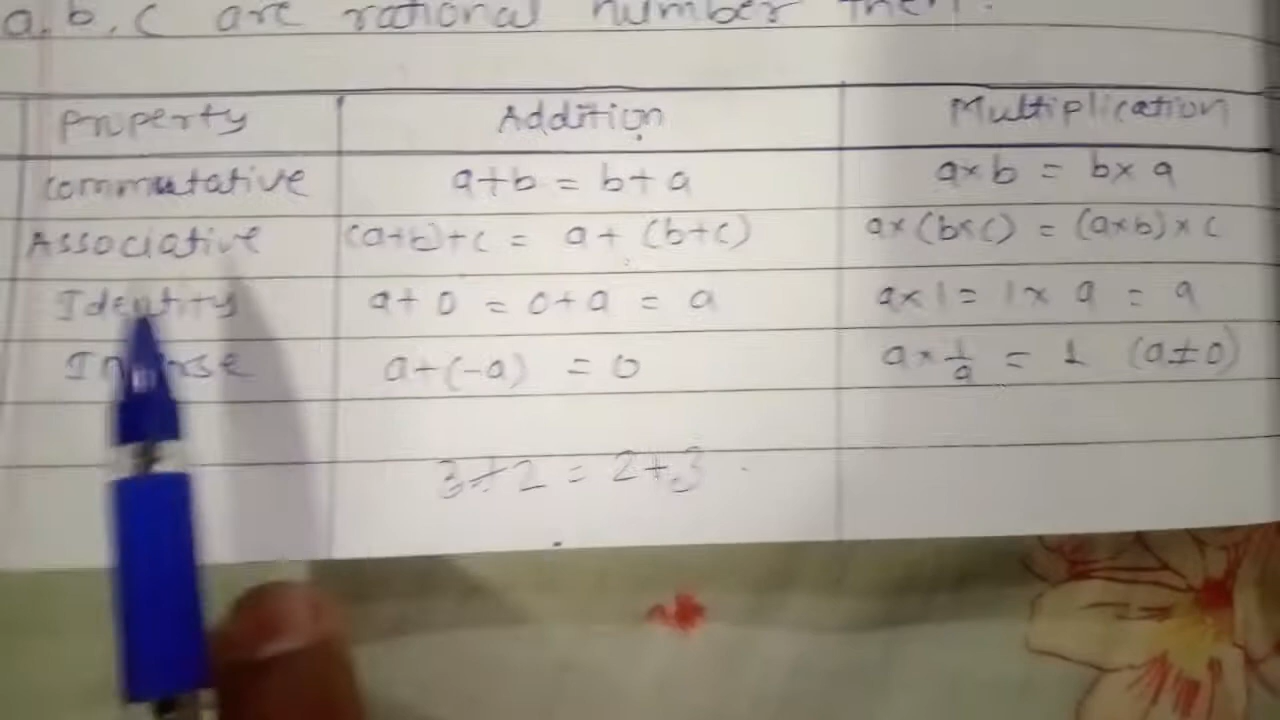 a, b, c are rational number then.
Property Addition Multiplication
Commutative a+b = b+a a×b = b×a
Associative (a+b)+c = a+(b+c) a×(b×c) = (a×b)×c
Identity a+0 = 0+a = a a×1 = 1×a = a
a+(-a) = 0 a×1/a = 1 (a±0)
3+2 = 2+3